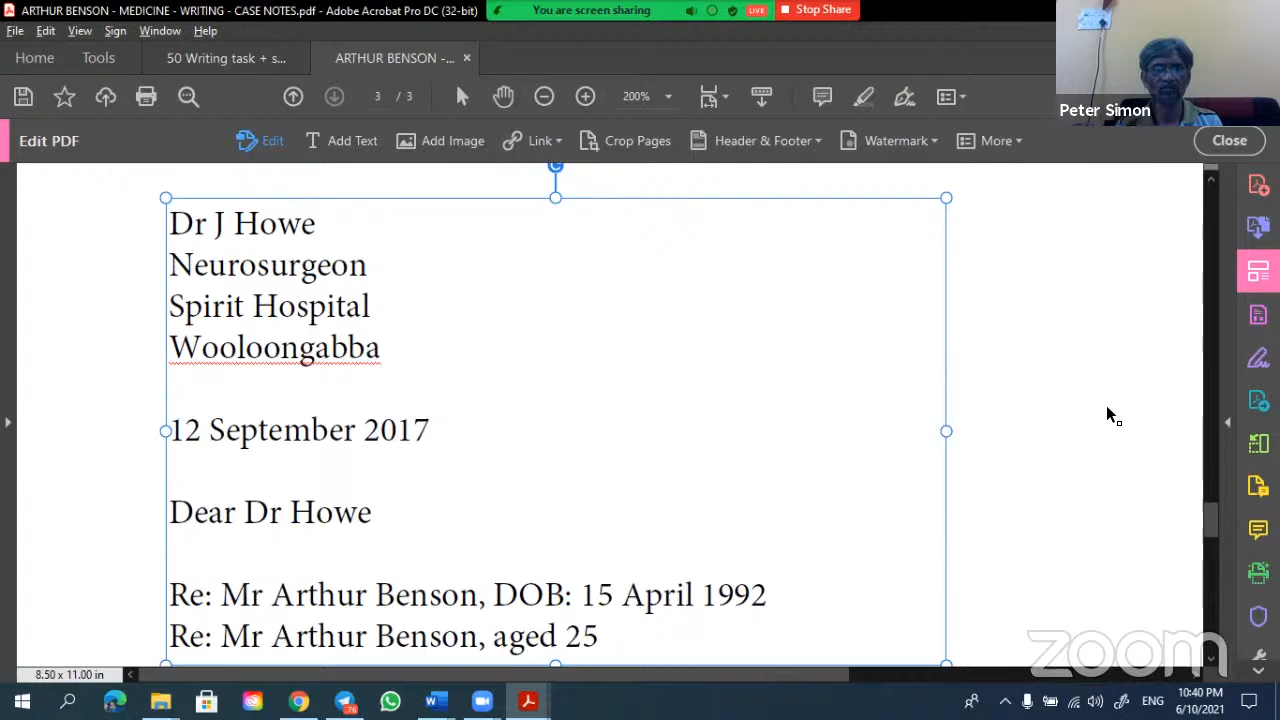 ARTHUR BENSON - MEDICINE - WRITING - CASE NOTES.pdf - Adobe Acrobat Pro DC (32-bit)
You are screen sharing
LIVE
Stop Share
File Edit View Sign Window Help
Home Tools 50 Writing task + s... ARTHUR BENSON -... ×
3 / 3 200%
Peter Simon
Edit PDF Edit Add Text Add Image Link Crop Pages Header & Footer Watermark More Close
Dr J Howe
Neurosurgeon
Spirit Hospital
Wooloongabba
12 September 2017
Dear Dr Howe
Re: Mr Arthur Benson, DOB: 15 April 1992
Re: Mr Arthur Benson, aged 25
zoom
8.50 x 11.00 in
76
ENG
10:40 PM
6/10/2021